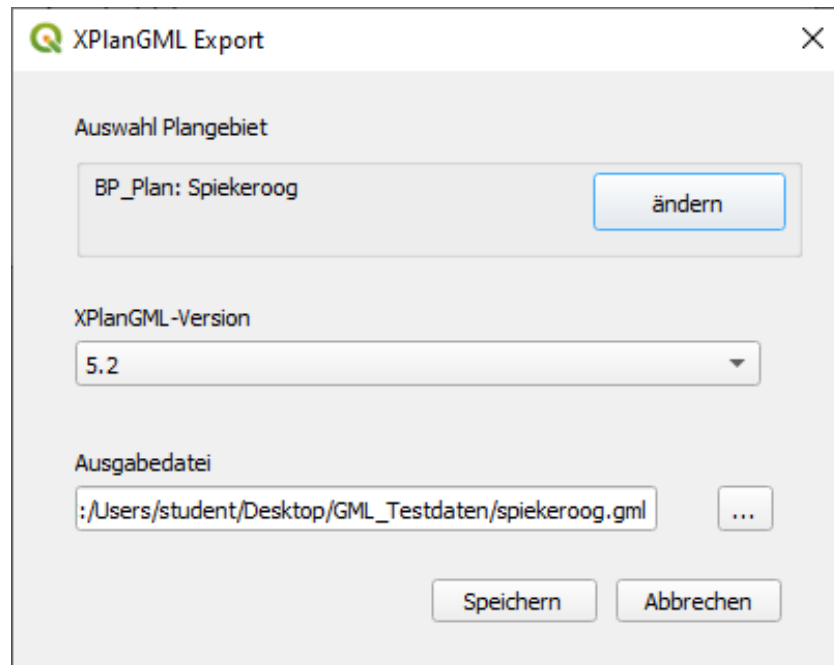 XPlanGML Export
Auswahl Plangebiet
BP_Plan: Spiekeroog
ändern
XPlanGML-Version
5.2
Ausgabedatei
:/Users/student/Desktop/GML_Testdaten/spiekeroog.gml
...
Speichern
Abbrechen